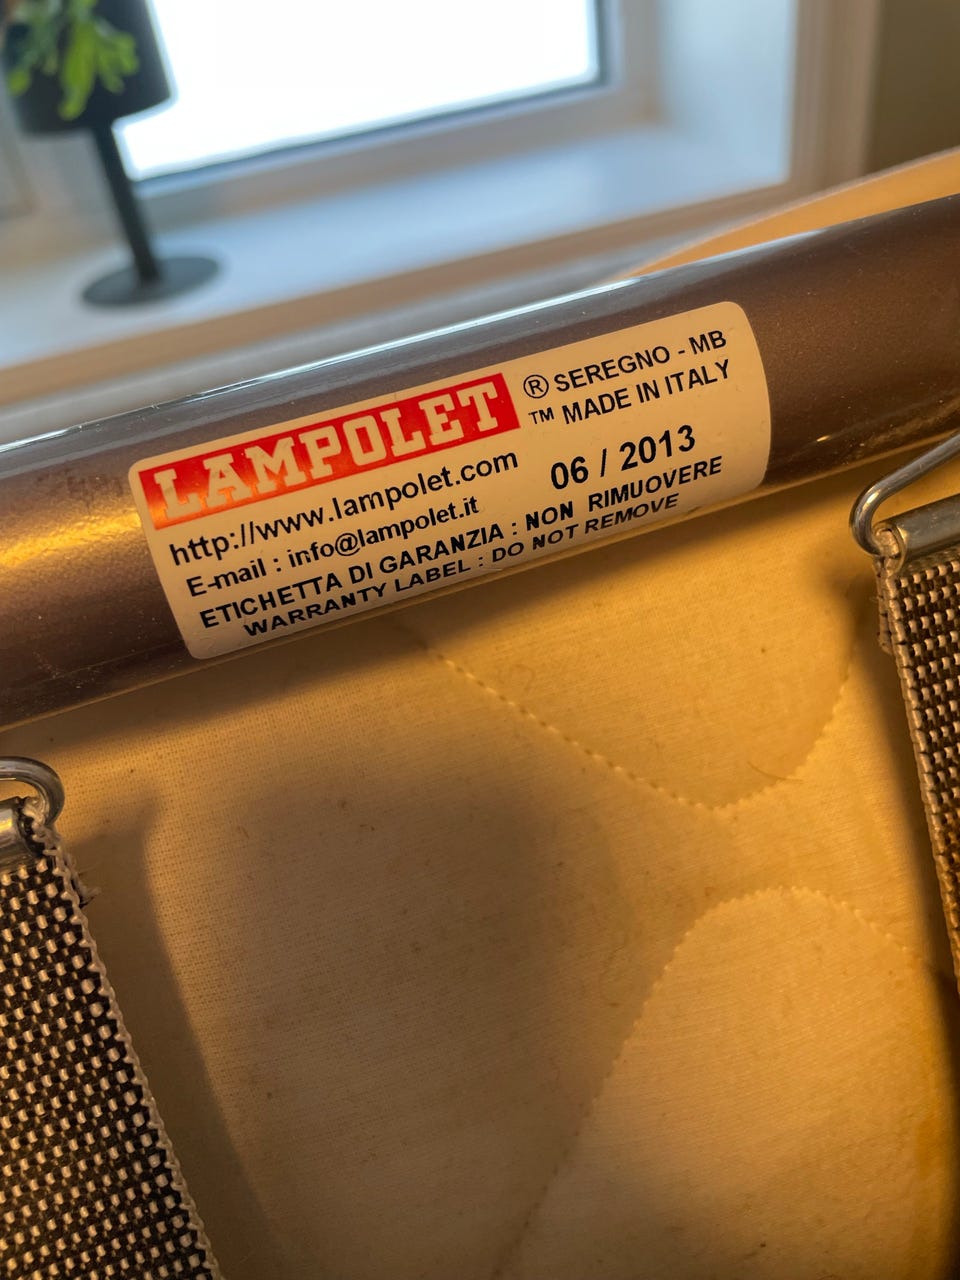 LAMPOLET
® SEREGNO - MB
™ MADE IN ITALY
http://www.lampolet.com
06 / 2013
E-mail : info@lampolet.it
ETICHETTA DI GARANZIA : NON RIMUOVERE
WARRANTY LABEL : DO NOT REMOVE